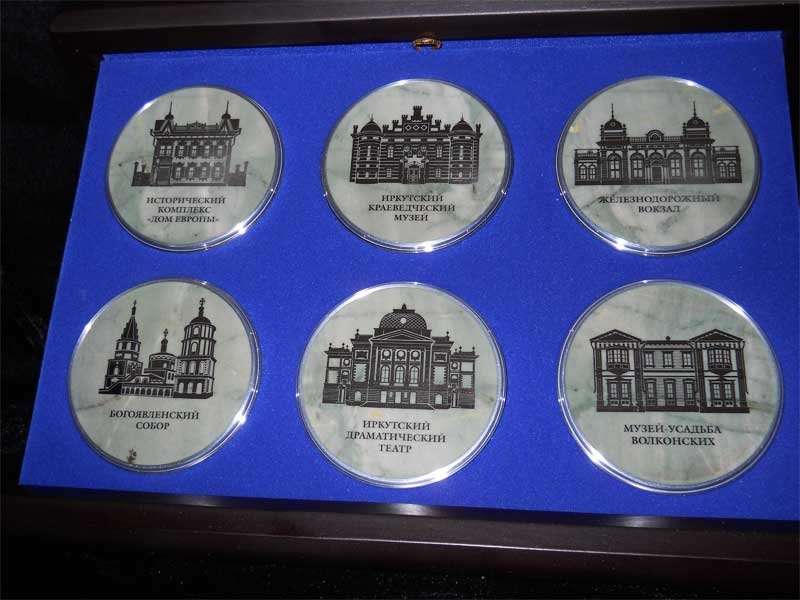 ИСТОРИЧЕСКИЙ
КОМПЛЕКС
«ДОМ ЕВРОПЫ»
ИРКУТСКИЙ
КРАЕВЕДЧЕСКИЙ
МУЗЕЙ
ЖЕЛЕЗНОДОРОЖНЫЙ
ВОКЗАЛ
БОГОЯВЛЕНСКИЙ
СОБОР
ИРКУТСКИЙ
ДРАМАТИЧЕСКИЙ
ТЕАТР
МУЗЕЙ-УСАДЬБА
ВОЛКОНСКИХ